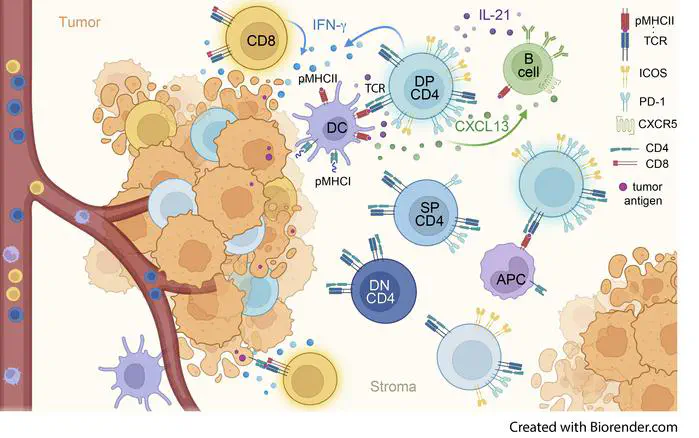 Tumor
CD8
IFN-γ
IL-21
pMHCII
TCR
DP
CD4
B
cell
DC
CXCL13
pMHCI
SP
CD4
DN
CD4
APC
Stroma
pMHCII
TCR
ICOS
PD-1
CXCR5
CD4
CD8
tumor
antigen
Created with Biorender.com